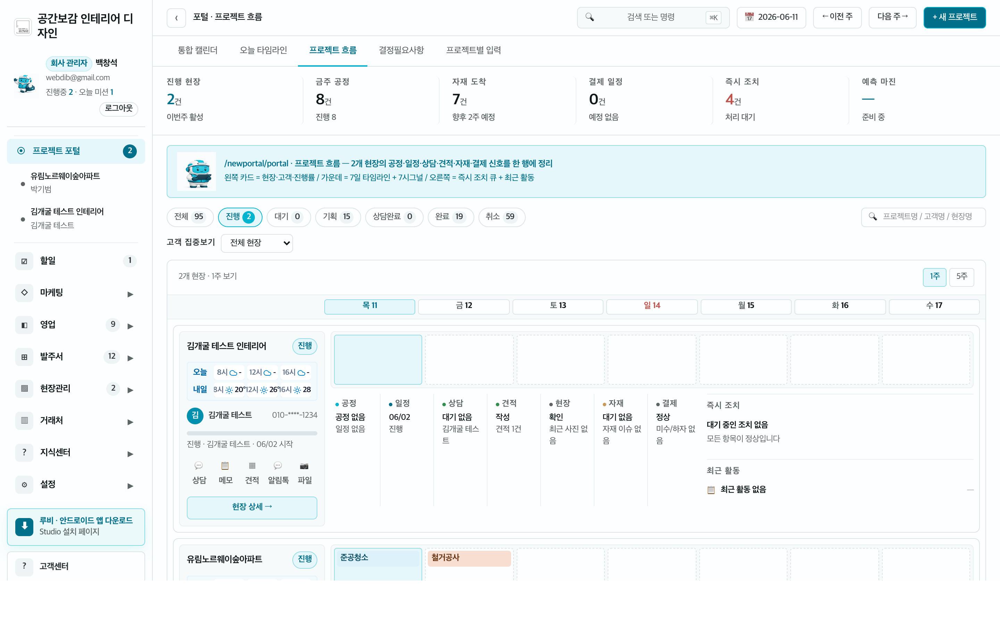 공간보감 인테리어 디
자인
회사 관리자 백창석
webdib@gmail.com
진행중 2 · 오늘 미션 1
로그아웃
프로젝트 포털 2
유림노르웨이숲아파트
박기범
김개굴 테스트 인테리어
김개굴 테스트
할일 1
마케팅 ▶
영업 9 ▶
발주서 12 ▶
현장관리 2 ▶
거래처 ▶
? 지식센터 ▶
설정 ▶
루비 · 안드로이드 앱 다운로드
Studio 설치 페이지
? 고객센터
‹ 포털 · 프로젝트 흐름
검색 또는 명령 ⌘K
2026-06-11
← 이전 주
다음 주 →
+ 새 프로젝트
통합 캘린더 오늘 타임라인 프로젝트 흐름 결정필요사항 프로젝트별 입력
진행 현장
2건
이번주 활성
금주 공정
8건
진행 8
자재 도착
7건
향후 2주 예정
결제 일정
0건
예정 없음
즉시 조치
4건
처리 대기
예측 마진
—
준비 중
/newportal/portal · 프로젝트 흐름 — 2개 현장의 공정·일정·상담·견적·자재·결제 신호를 한 행에 정리
왼쪽 카드 = 현장·고객·진행률 / 가운데 = 7일 타임라인 + 7시그널 / 오른쪽 = 즉시 조치 큐 + 최근 활동
전체 95 진행 2 대기 0 기획 15 상담완료 0 완료 19 취소 59
프로젝트명 / 고객명 / 현장명
고객 집중보기 전체 현장
2개 현장 · 1주 보기
1주 5주
목 11 금 12 토 13 일 14 월 15 화 16 수 17
김개굴 테스트 인테리어 진행
오늘 8시 - 12시 - 16시 -
내일 8시 20° 12시 26° 16시 28
김 김개굴 테스트 010-****-1234
진행 · 김개굴 테스트 · 06/02 시작
상담 메모 견적 알림톡 파일
현장 상세 →
공정
공정 없음
일정 없음
일정
06/02
진행
상담
대기 없음
김개굴 테스
트
견적
작성
견적 1건
현장
확인
최근 사진 없
음
자재
대기 없음
자재 이슈 없
음
결제
정상
미수/하자 없
음
즉시 조치
대기 중인 조치 없음
모든 항목이 정상입니다
최근 활동
최근 활동 없음 —
유림노르웨이숲아파트 진행
준공청소
철거공사